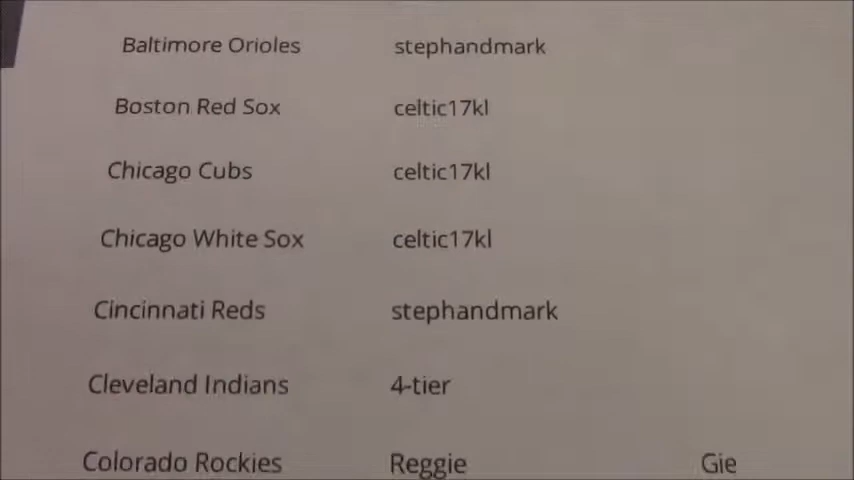 Baltimore Orioles stephandmark
Boston Red Sox celtic17kl
Chicago Cubs celtic17kl
Chicago White Sox celtic17kl
Cincinnati Reds stephandmark
Cleveland Indians 4-tier
Colorado Rockies Reggie Gie